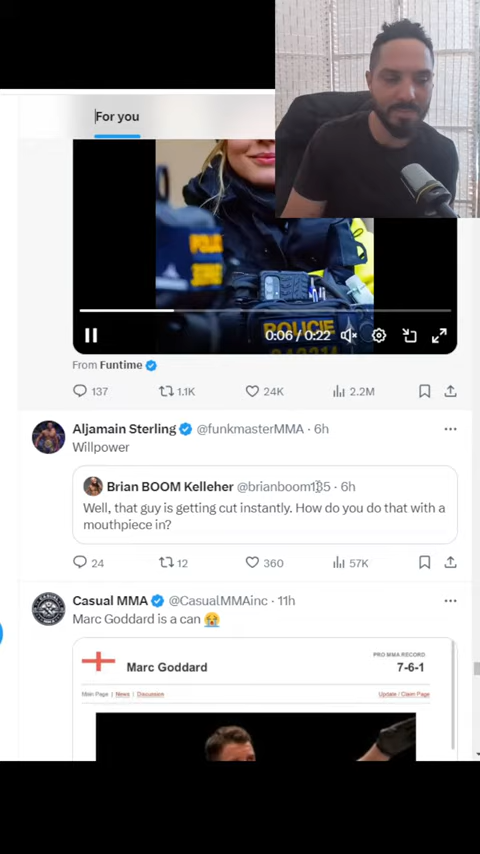 For you
POLICIE
0:06 / 0:22
From Funtime
137 1.1K 24K 2.2M
Aljamain Sterling @funkmasterMMA · 6h
Willpower
Brian BOOM Kelleher @brianboom135 · 6h
Well, that guy is getting cut instantly. How do you do that with a
mouthpiece in?
24 12 360 57K
Casual MMA @CasualMMAinc · 11h
Marc Goddard is a can 😭
PRO MMA RECORD
Marc Goddard 7-6-1
Main Page | News | Discussion Update / Claim Page